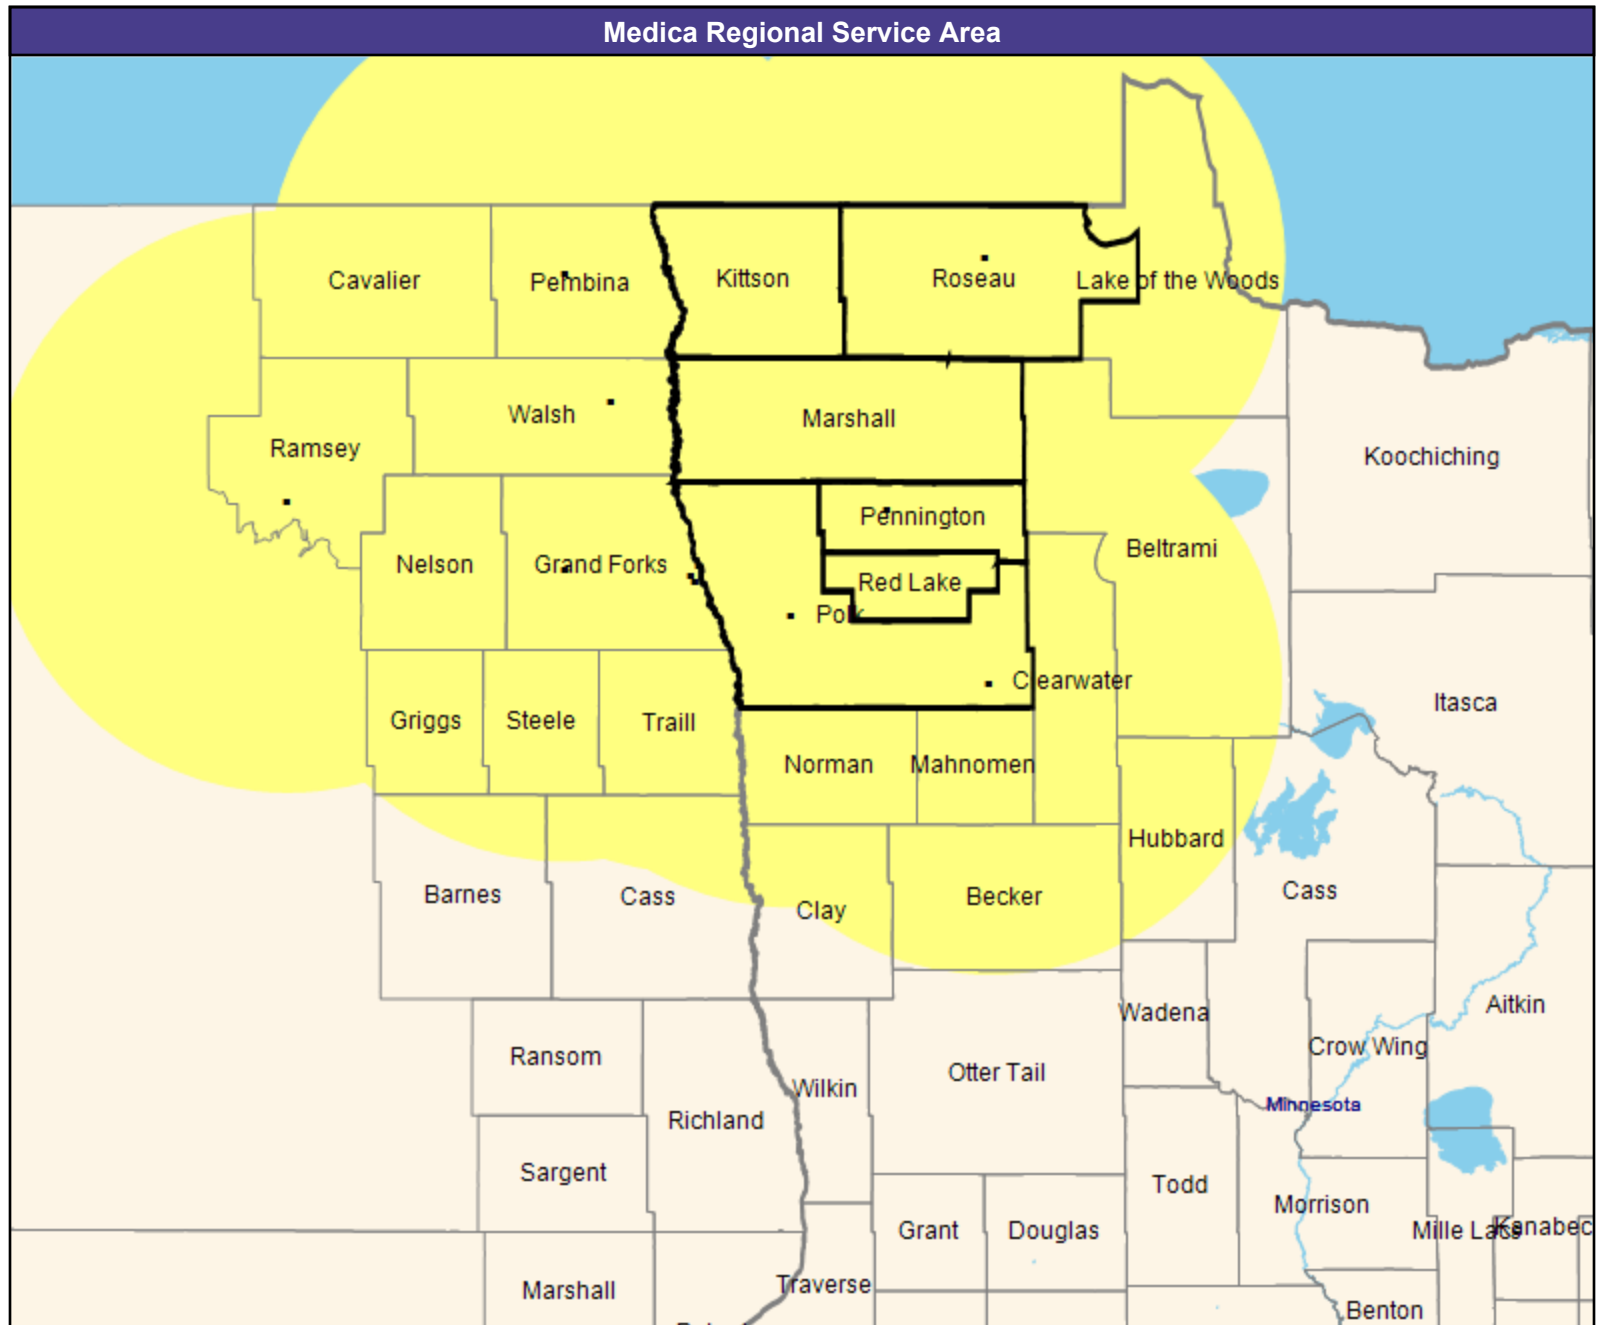 Medica Regional Service Area
Cavalier
Pembina
Kittson
Roseau
Lake of the Woods
Walsh
Marshall
Ramsey
Koochiching
Pennington
Beltrami
Nelson
Grand Forks
Red Lake
Polk
Clearwater
Itasca
Griggs
Steele
Traill
Norman
Mahnomen
Hubbard
Barnes
Cass
Clay
Becker
Cass
Wadena
Aitkin
Crow Wing
Ransom
Otter Tail
Wilkin
Minnesota
Richland
Sargent
Todd
Morrison
Grant
Douglas
Mille Lacs
Kanabec
Marshall
Traverse
Benton